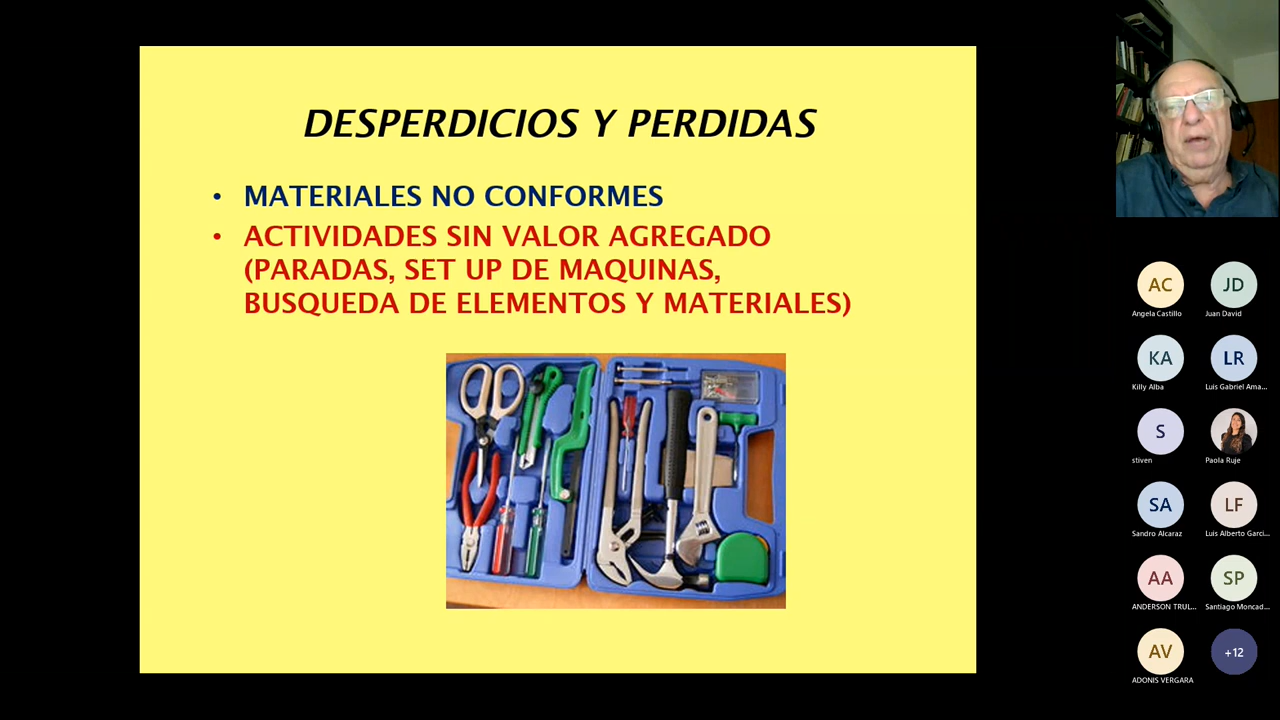 DESPERDICIOS Y PERDIDAS
• MATERIALES NO CONFORMES
• ACTIVIDADES SIN VALOR AGREGADO
(PARADAS, SET UP DE MAQUINAS,
BUSQUEDA DE ELEMENTOS Y MATERIALES)
AC
JD
Angela Castillo
Juan David
KA
LR
Killy Alba
Luis Gabriel Ama...
S
stiven
Paola Ruje
SA
LF
Sandro Alcaraz
Luis Alberto Garci...
AA
SP
ANDERSON TRUL...
Santiago Moncad...
AV
+12
ADONIS VERGARA